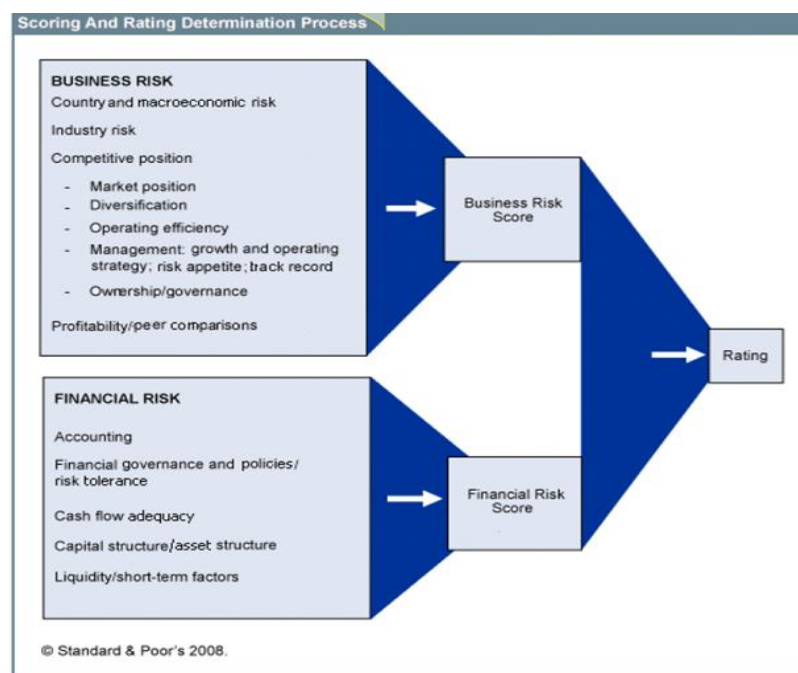 Scoring And Rating Determination Process
BUSINESS RISK
Country and macroeconomic risk
Industry risk
Competitive position
- Market position
- Diversification
- Operating efficiency
- Management: growth and operating
strategy; risk appetite; track record
- Ownership/governance
Profitability/peer comparisons
Business Risk
Score
Rating
FINANCIAL RISK
Accounting
Financial governance and policies/
risk tolerance
Cash flow adequacy
Capital structure/asset structure
Liquidity/short-term factors
Financial Risk
Score
© Standard & Poor's 2008.